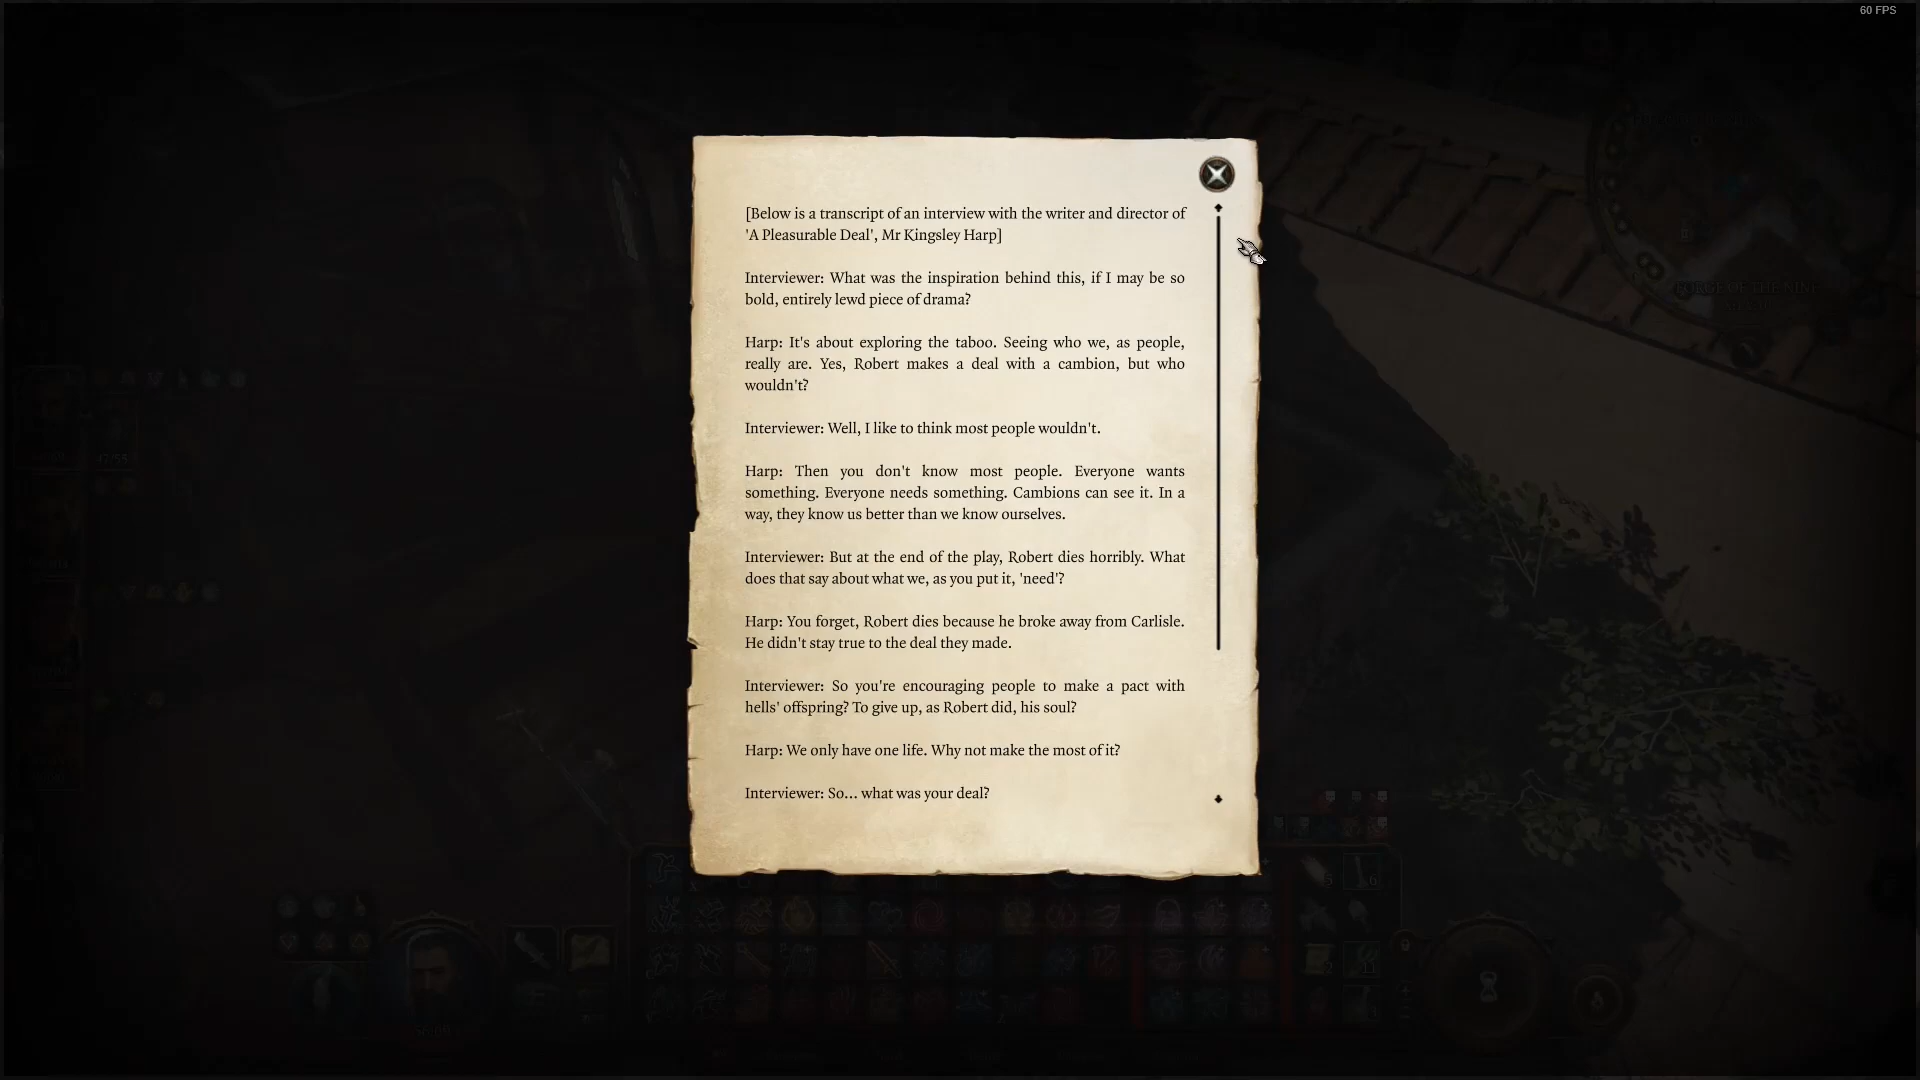 60 FPS
[Below is a transcript of an interview with the writer and director of
'A Pleasurable Deal', Mr Kingsley Harp]
Interviewer: What was the inspiration behind this, if I may be so
bold, entirely lewd piece of drama?
Harp: It's about exploring the taboo. Seeing who we, as people,
really are. Yes, Robert makes a deal with a cambion, but who
wouldn't?
Interviewer: Well, I like to think most people wouldn't.
Harp: Then you don't know most people. Everyone wants
something. Everyone needs something. Cambions can see it. In a
way, they know us better than we know ourselves.
Interviewer: But at the end of the play, Robert dies horribly. What
does that say about what we, as you put it, 'need'?
Harp: You forget, Robert dies because he broke away from Carlisle.
He didn't stay true to the deal they made.
Interviewer: So you're encouraging people to make a pact with
hells' offspring? To give up, as Robert did, his soul?
Harp: We only have one life. Why not make the most of it?
Interviewer: So... what was your deal?